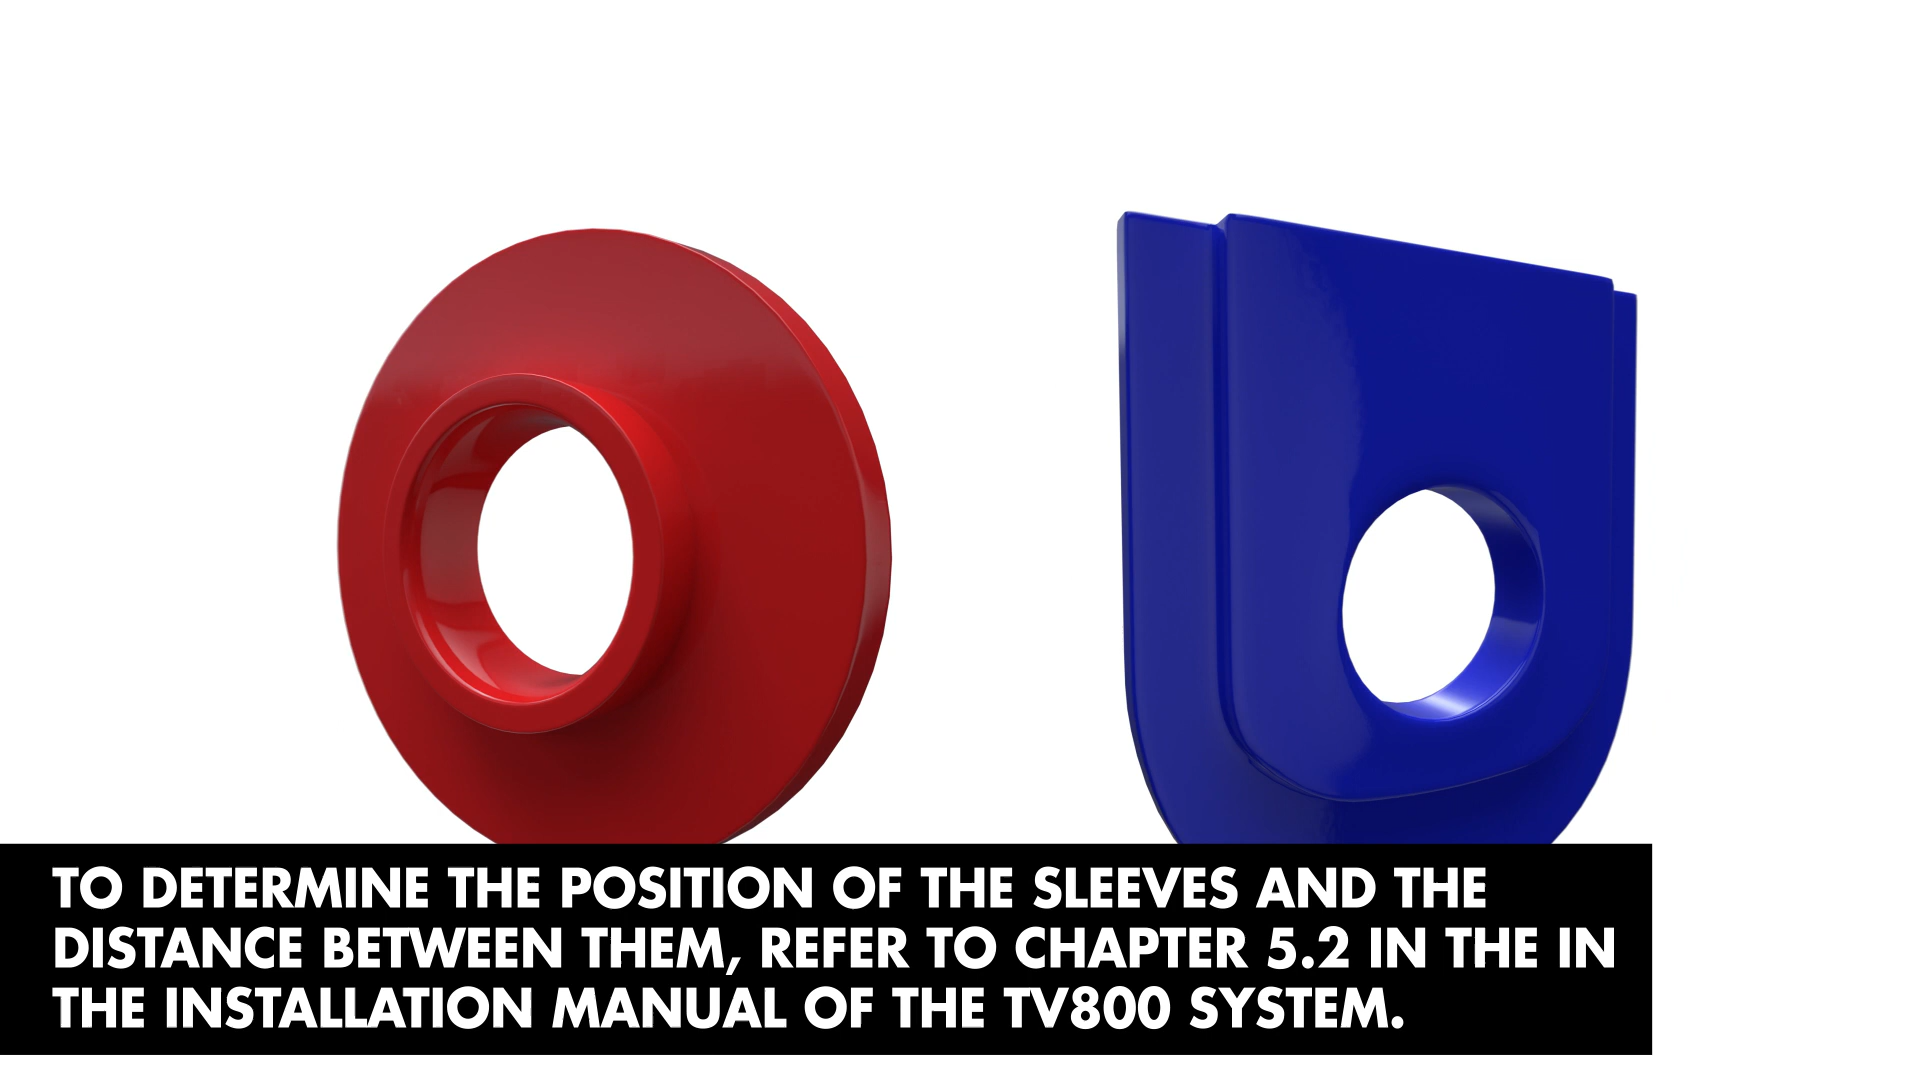 TO DETERMINE THE POSITION OF THE SLEEVES AND THE
DISTANCE BETWEEN THEM, REFER TO CHAPTER 5.2 IN THE IN
THE INSTALLATION MANUAL OF THE TV800 SYSTEM.